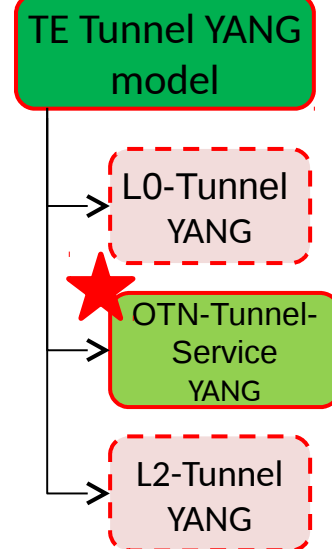 TE Tunnel YANG
model
L0-Tunnel
YANG
OTN-Tunnel-
Service
YANG
L2-Tunnel
YANG